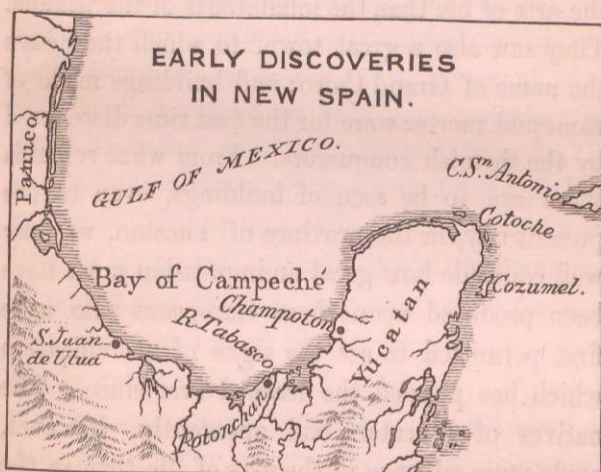 EARLY DISCOVERIES
IN NEW SPAIN.
Panuco
GULF OF MEXICO.
C. Sn. Antonio
Cotoche
Cozumel.
Bay of Campeché
Champoton
Yucatan
R. Tabasco
S. Juan
de Ulua
Potonchan